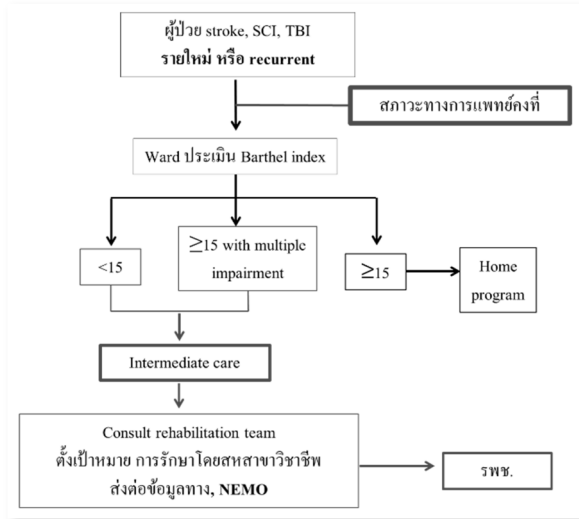 ผู้ป่วย stroke, SCI, TBI
รายใหม่ หรือ recurrent
สภาวะทางการแพทย์คงที่
Ward ประเมิน Barthel index
<15
≥15 with multiple
impairment
≥15
Home
program
Intermediate care
Consult rehabilitation team
ตั้งเป้าหมาย การรักษาโดยสหสาขาวิชาชีพ
ส่งต่อข้อมูลทาง, NEMO
รพช.